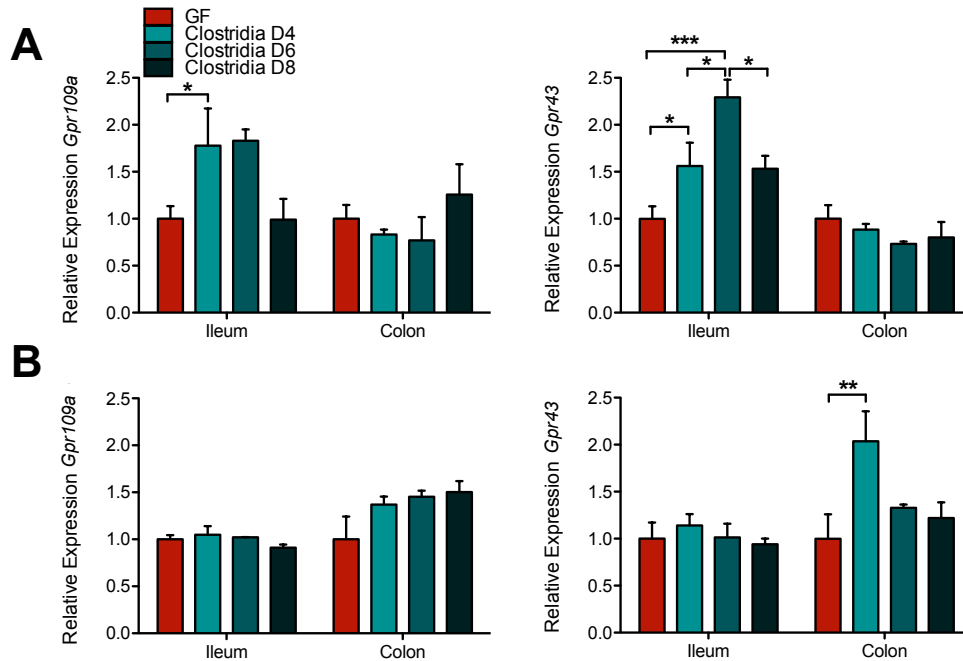 A
GF
Clostridia D4
Clostridia D6
Clostridia D8
Relative Expression Gpr109a
2.5
2.0
1.5
1.0
0.5
0.0
*
Ileum
Colon
Relative Expression Gpr43
2.5
2.0
1.5
1.0
0.5
0.0
***
*
*
*
Ileum
Colon
B
Relative Expression Gpr109a
2.5
2.0
1.5
1.0
0.5
0.0
Ileum
Colon
Relative Expression Gpr43
2.5
2.0
1.5
1.0
0.5
0.0
**
Ileum
Colon